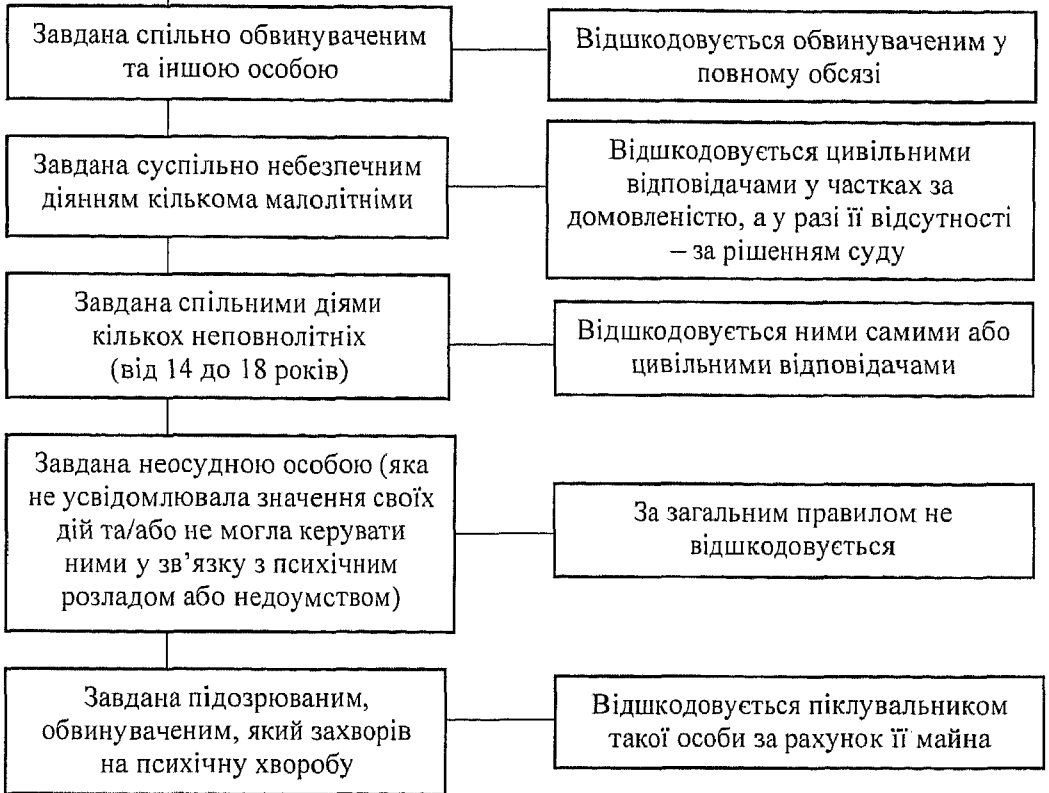 Завдана спільно обвинуваченим
та іншою особою
Відшкодовується обвинуваченим у
повному обсязі
Завдана суспільно небезпечним
діянням кількома малолітніми
Відшкодовується цивільними
відповідачами у частках за
домовленістю, а у разі її відсутності
– за рішенням суду
Завдана спільними діями
кількох неповнолітніх
(від 14 до 18 років)
Відшкодовується ними самими або
цивільними відповідачами
Завдана неосудною особою (яка
не усвідомлювала значення своїх
дій та/або не могла керувати
ними у зв’язку з психічним
розладом або недоумством)
За загальним правилом не
відшкодовується
Завдана підозрюваним,
обвинуваченим, який захворів
на психічну хворобу
Відшкодовується піклувальником
такої особи за рахунок її майна